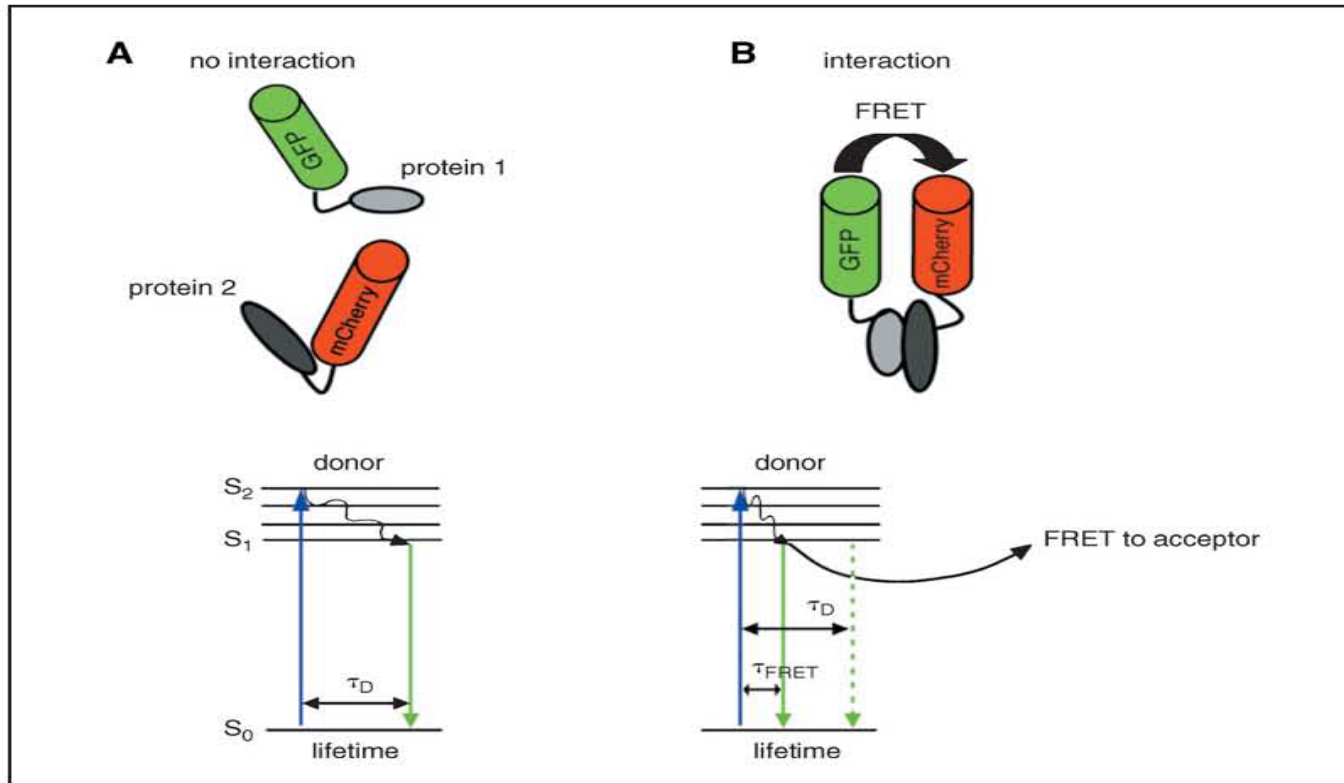 A
no interaction
GFP
protein 1
protein 2
mCherry
donor
S2
S1
τD
S0
lifetime
B
interaction
FRET
GFP
mCherry
donor
FRET to acceptor
τD
τFRET
lifetime